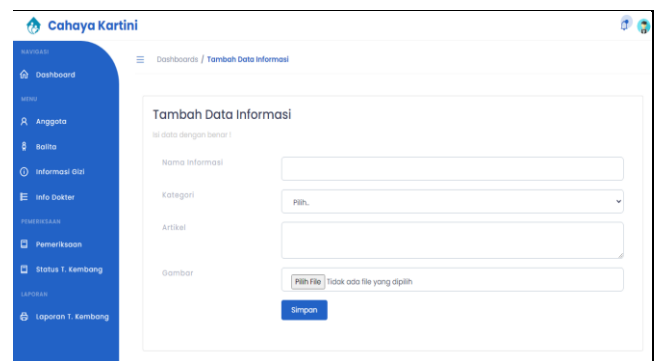 Cahaya Kartini
NAVIGASI
Dashboard
MENU
Anggota
Balita
Informasi Gizi
Info Dokter
PEMERIKSAAN
Pemeriksaan
Status T. Kembang
LAPORAN
Laporan T. Kembang
Dashboards / Tambah Data Informasi
Tambah Data Informasi
Isi data dengan benar !
Nama Informasi
Kategori
Pilih..
Artikel
Gambar
Pilih File Tidak ada file yang dipilih
Simpan